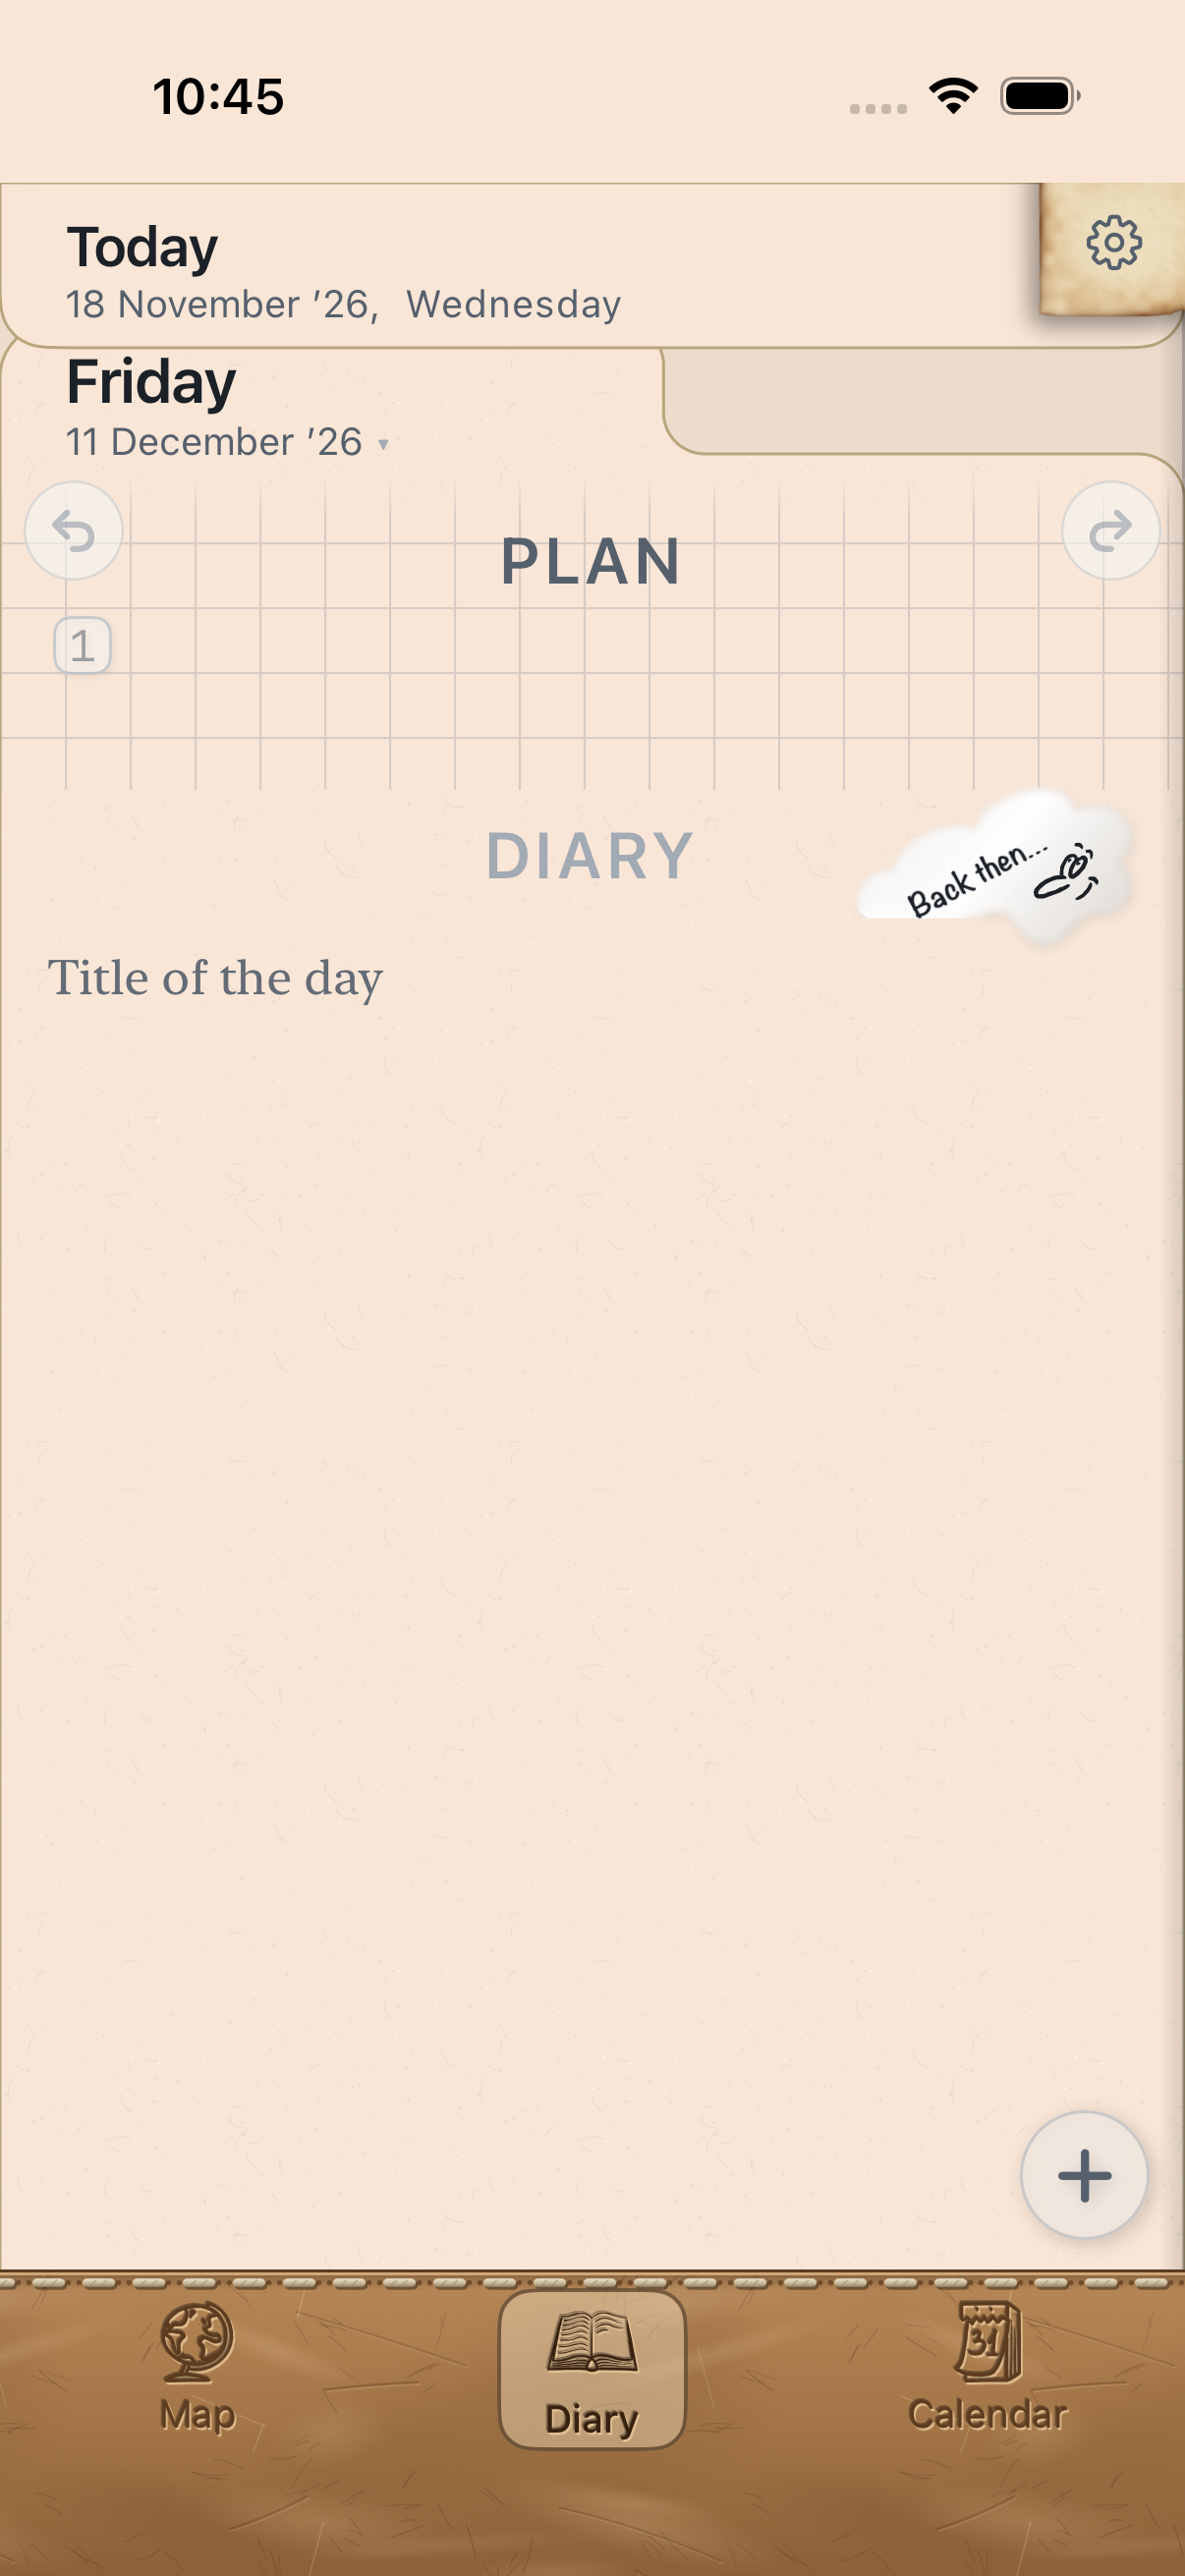 10:45
Today
18 November ’26, Wednesday
Friday
11 December ’26 ▾
PLAN
1
DIARY
Back then...
Title of the day
31
Map
Diary
Calendar